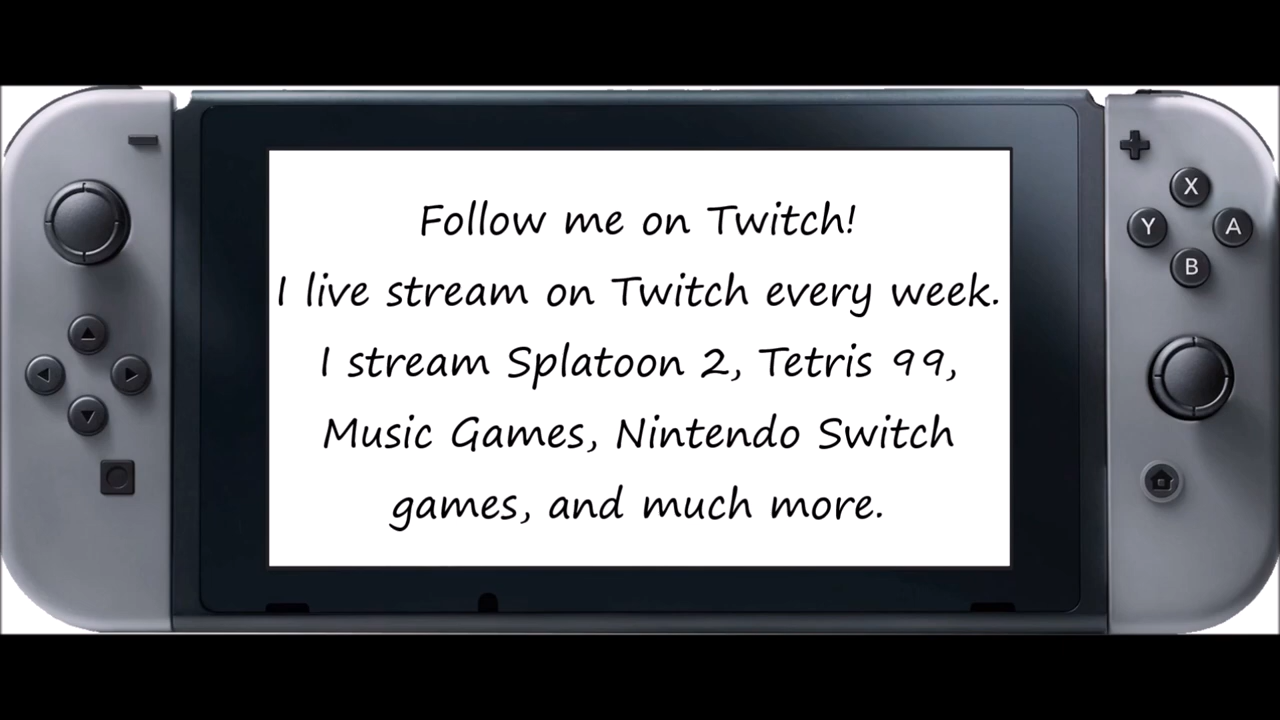 Follow me on Twitch!
I live stream on Twitch every week.
I stream Splatoon 2, Tetris 99,
Music Games, Nintendo Switch
games, and much more.
X
Y
A
B